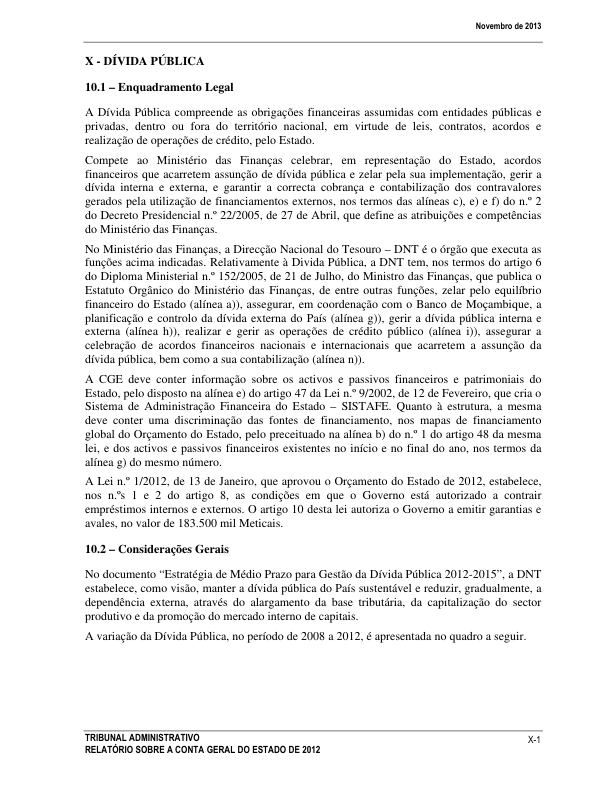 Novembro de 2013
X - DÍVIDA PÚBLICA
10.1 – Enquadramento Legal
A Dívida Pública compreende as obrigações financeiras assumidas com entidades públicas e
privadas, dentro ou fora do território nacional, em virtude de leis, contratos, acordos e
realização de operações de crédito, pelo Estado.
Compete ao Ministério das Finanças celebrar, em representação do Estado, acordos
financeiros que acarretem assunção de dívida pública e zelar pela sua implementação, gerir a
dívida interna e externa, e garantir a correcta cobrança e contabilização dos contravalores
gerados pela utilização de financiamentos externos, nos termos das alíneas c), e) e f) do n.º 2
do Decreto Presidencial n.º 22/2005, de 27 de Abril, que define as atribuições e competências
do Ministério das Finanças.
No Ministério das Finanças, a Direcção Nacional do Tesouro – DNT é o órgão que executa as
funções acima indicadas. Relativamente à Divida Pública, a DNT tem, nos termos do artigo 6
do Diploma Ministerial n.º 152/2005, de 21 de Julho, do Ministro das Finanças, que publica o
Estatuto Orgânico do Ministério das Finanças, de entre outras funções, zelar pelo equilíbrio
financeiro do Estado (alínea a)), assegurar, em coordenação com o Banco de Moçambique, a
planificação e controlo da dívida externa do País (alínea g)), gerir a dívida pública interna e
externa (alínea h)), realizar e gerir as operações de crédito público (alínea i)), assegurar a
celebração de acordos financeiros nacionais e internacionais que acarretem a assunção da
dívida pública, bem como a sua contabilização (alínea n)).
A CGE deve conter informação sobre os activos e passivos financeiros e patrimoniais do
Estado, pelo disposto na alínea e) do artigo 47 da Lei n.º 9/2002, de 12 de Fevereiro, que cria o
Sistema de Administração Financeira do Estado – SISTAFE. Quanto à estrutura, a mesma
deve conter uma discriminação das fontes de financiamento, nos mapas de financiamento
global do Orçamento do Estado, pelo preceituado na alínea b) do n.º 1 do artigo 48 da mesma
lei, e dos activos e passivos financeiros existentes no início e no final do ano, nos termos da
alínea g) do mesmo número.
A Lei n.º 1/2012, de 13 de Janeiro, que aprovou o Orçamento do Estado de 2012, estabelece,
nos n.ºs 1 e 2 do artigo 8, as condições em que o Governo está autorizado a contrair
empréstimos internos e externos. O artigo 10 desta lei autoriza o Governo a emitir garantias e
avales, no valor de 183.500 mil Meticais.
10.2 – Considerações Gerais
No documento “Estratégia de Médio Prazo para Gestão da Dívida Pública 2012-2015”, a DNT
estabelece, como visão, manter a dívida pública do País sustentável e reduzir, gradualmente, a
dependência externa, através do alargamento da base tributária, da capitalização do sector
produtivo e da promoção do mercado interno de capitais.
A variação da Dívida Pública, no período de 2008 a 2012, é apresentada no quadro a seguir.
TRIBUNAL ADMINISTRATIVO
RELATÓRIO SOBRE A CONTA GERAL DO ESTADO DE 2012
X-1